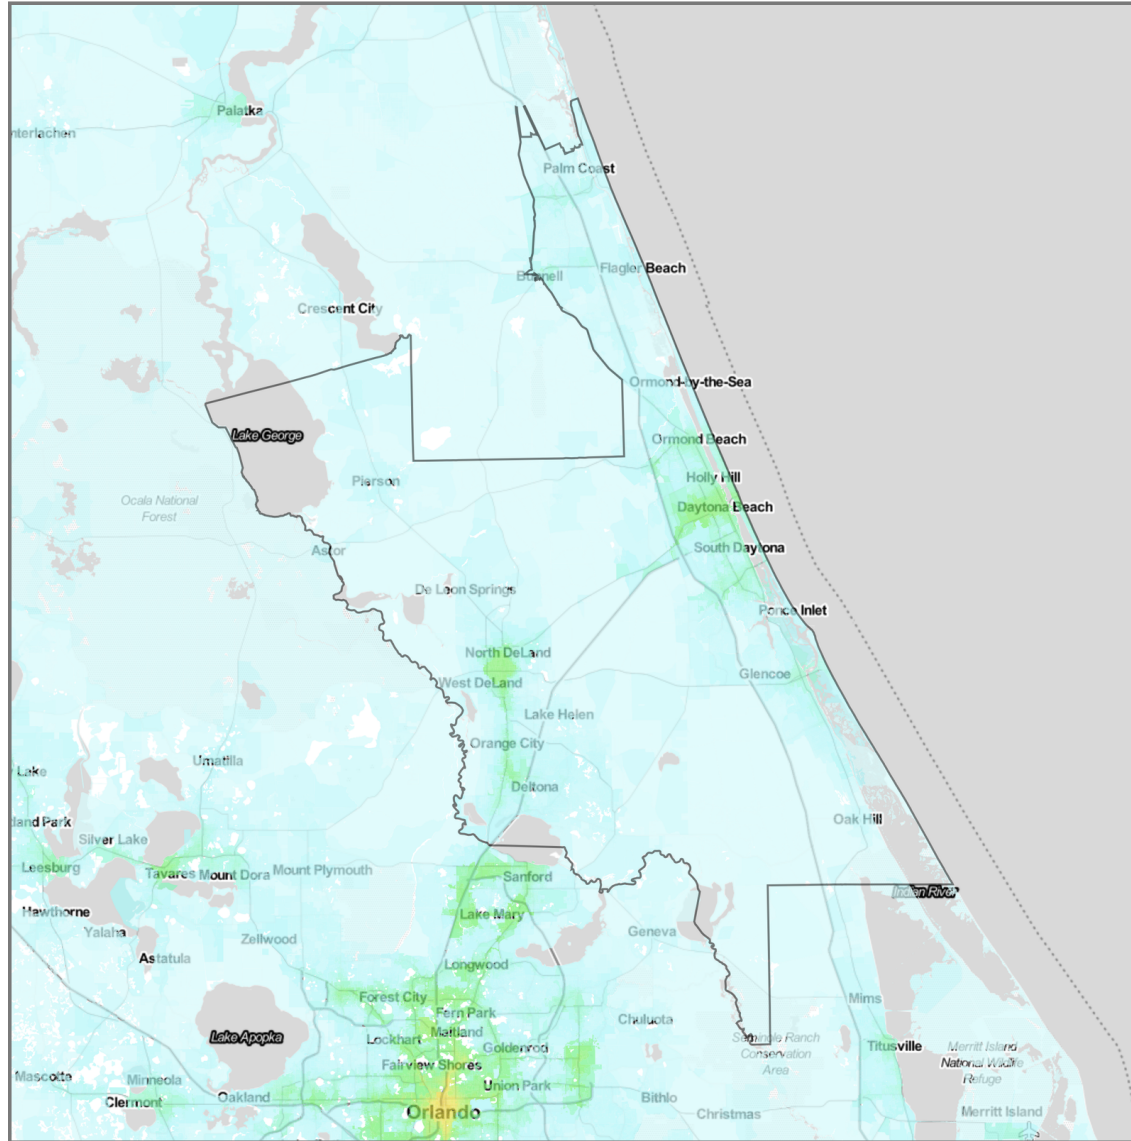 Palatka
nterlachen
Palm Coast
Bunnell
Flagler Beach
Crescent City
Ormond-by-the-Sea
Lake George
Ormond Beach
Pierson
Holly Hill
Ocala National
Forest
Daytona Beach
Astor
South Daytona
De Leon Springs
Ponce Inlet
North DeLand
Glencoe
West DeLand
Lake Helen
Orange City
Umatilla
Lake
Deltona
land Park
Oak Hill
Silver Lake
Leesburg
Tavares
Mount Dora
Mount Plymouth
Sanford
Indian River
Hawthorne
Lake Mary
Yalaha
Zellwood
Geneva
Astatula
Longwood
Forest City
Mims
Fern Park
Chuluota
Lake Apopka
Lockhart
Maitland
Seminole Ranch
Conservation
Area
Goldenrod
Titusville
Merritt Island
National Wildlife
Refuge
Fairview Shores
Mascotte
Minneola
Union Park
Clermont
Oakland
Bithlo
Orlando
Christmas
Merritt Island